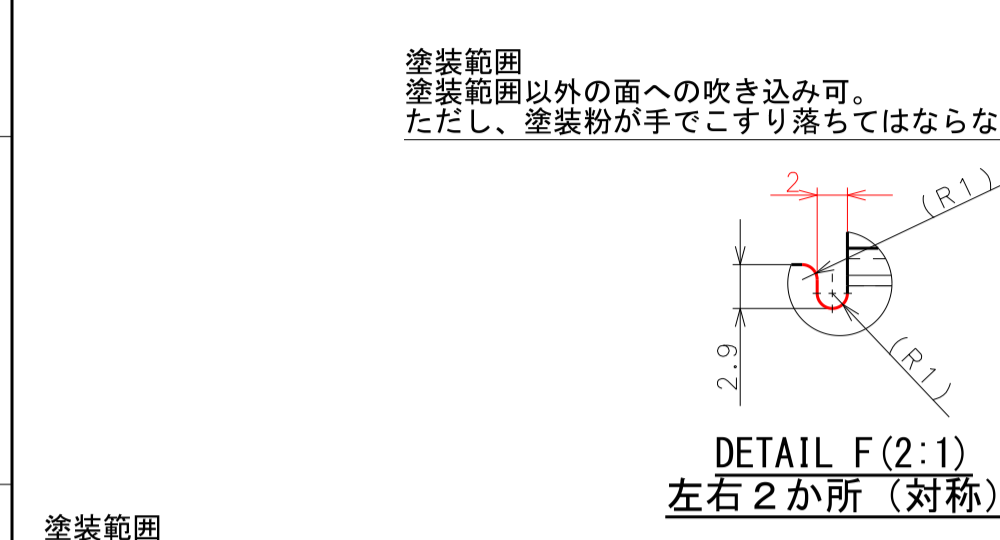 塗装範囲
塗装範囲以外の面への吹き込み可。
ただし、塗装粉が手でこすり落ちてはならな
2
(R1)
2.9
(R1)
DETAIL F(2:1)
左右２か所（対称）
塗装範囲